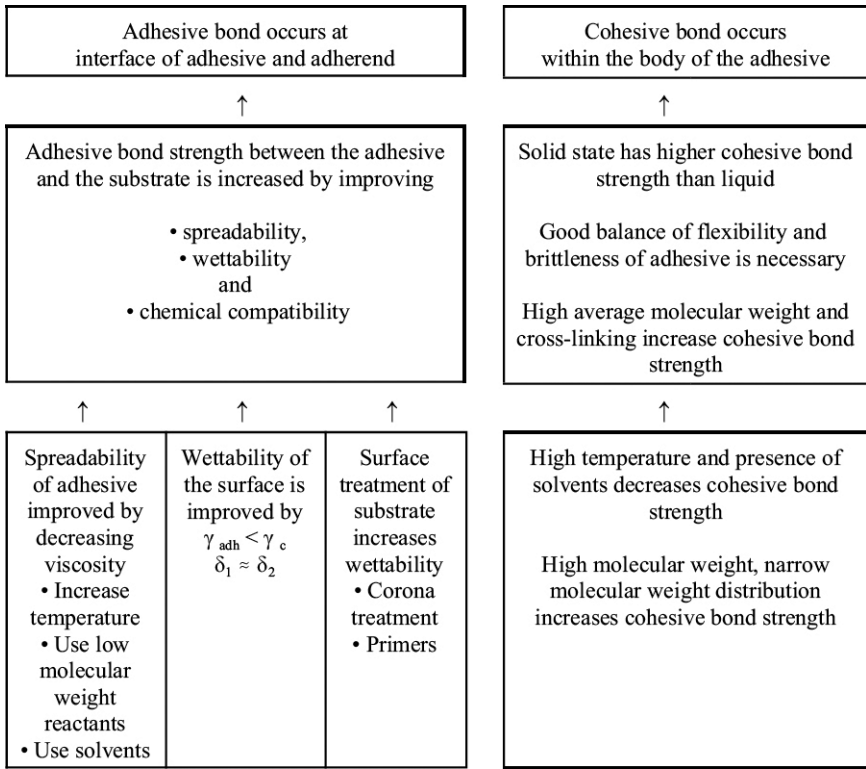 Adhesive bond occurs at
interface of adhesive and adherend
↑
Adhesive bond strength between the adhesive
and the substrate is increased by improving
• spreadability,
• wettability
and
• chemical compatibility
↑
↑
↑
Spreadability
of adhesive
improved by
decreasing
viscosity
• Increase
temperature
• Use low
molecular
weight
reactants
• Use solvents
Wettability of
the surface is
improved by
γ adh < γ c
δ1 ≈ δ2
Surface
treatment of
substrate
increases
wettability
• Corona
treatment
• Primers
Cohesive bond occurs
within the body of the adhesive
↑
Solid state has higher cohesive bond
strength than liquid
Good balance of flexibility and
brittleness of adhesive is necessary
High average molecular weight and
cross-linking increase cohesive bond
strength
↑
High temperature and presence of
solvents decreases cohesive bond
strength
High molecular weight, narrow
molecular weight distribution
increases cohesive bond strength